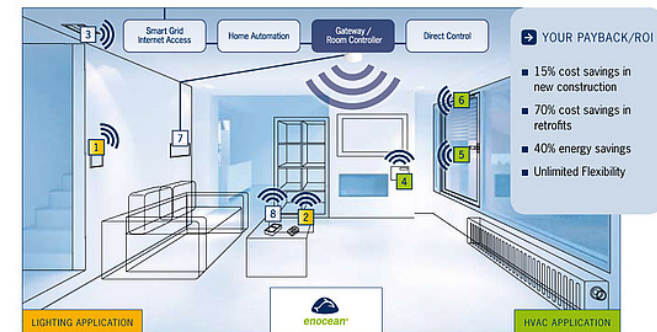 3
Smart Grid
Internet Access
Home Automation
Gateway /
Room Controller
Direct Control
YOUR PAYBACK/ROI
15% cost savings in
new construction
70% cost savings in
retrofits
40% energy savings
Unlimited Flexibility
6
1
7
5
4
8
2
LIGHTING APPLICATION
enocean
HVAC APPLICATION